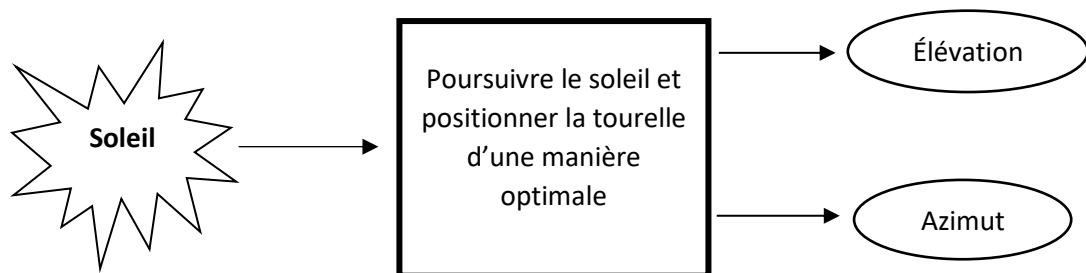 Soleil
Poursuivre le soleil et
positionner la tourelle
d’une manière
optimale
Élévation
Azimut